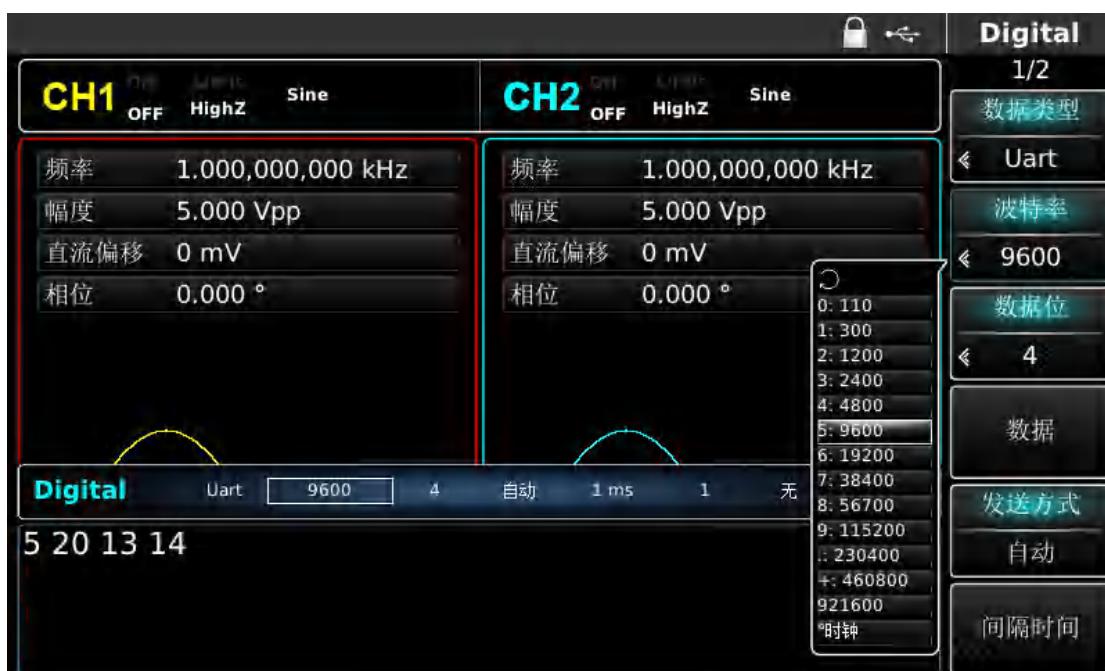 Digital
1/2
CH1 OFF HighZ Sine
CH2 OFF HighZ Sine
频率 1.000,000,000 kHz
幅度 5.000 Vpp
直流偏移 0 mV
相位 0.000 °
频率 1.000,000,000 kHz
幅度 5.000 Vpp
直流偏移 0 mV
相位 0.000 °
0: 110
1: 300
2: 1200
3: 2400
4: 4800
5: 9600
6: 19200
7: 38400
8: 56700
9: 115200
.: 230400
+: 460800
921600
°时钟
数据类型
Uart
波特率
9600
数据位
4
数据
发送方式
自动
间隔时间
Digital Uart 9600 4 自动 1 ms 1 无
5 20 13 14